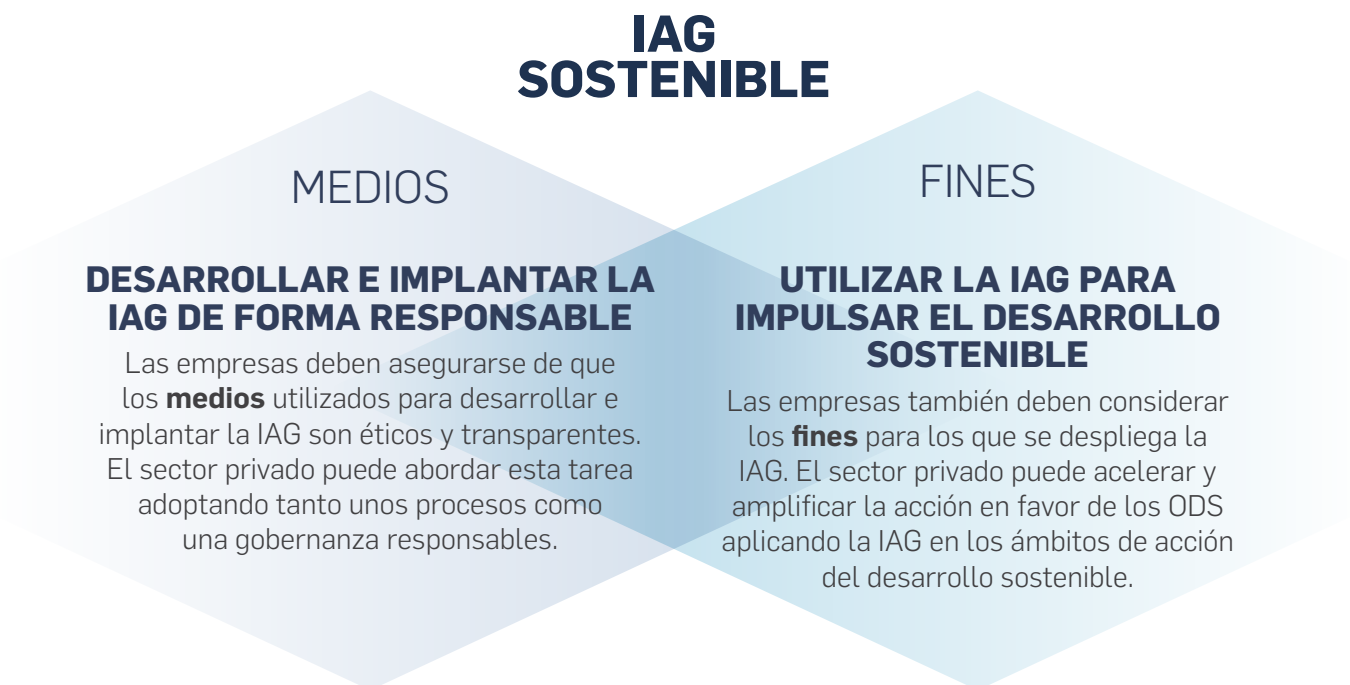 IAG
SOSTENIBLE
MEDIOS
DESARROLLAR E IMPLANTAR LA
IAG DE FORMA RESPONSABLE
Las empresas deben asegurarse de que
los medios utilizados para desarrollar e
implantar la IAG son éticos y transparentes.
El sector privado puede abordar esta tarea
adoptando tanto unos procesos como
una gobernanza responsables.
FINES
UTILIZAR LA IAG PARA
IMPULSAR EL DESARROLLO
SOSTENIBLE
Las empresas también deben considerar
los fines para los que se despliega la
IAG. El sector privado puede acelerar y
amplificar la acción en favor de los ODS
aplicando la IAG en los ámbitos de acción
del desarrollo sostenible.